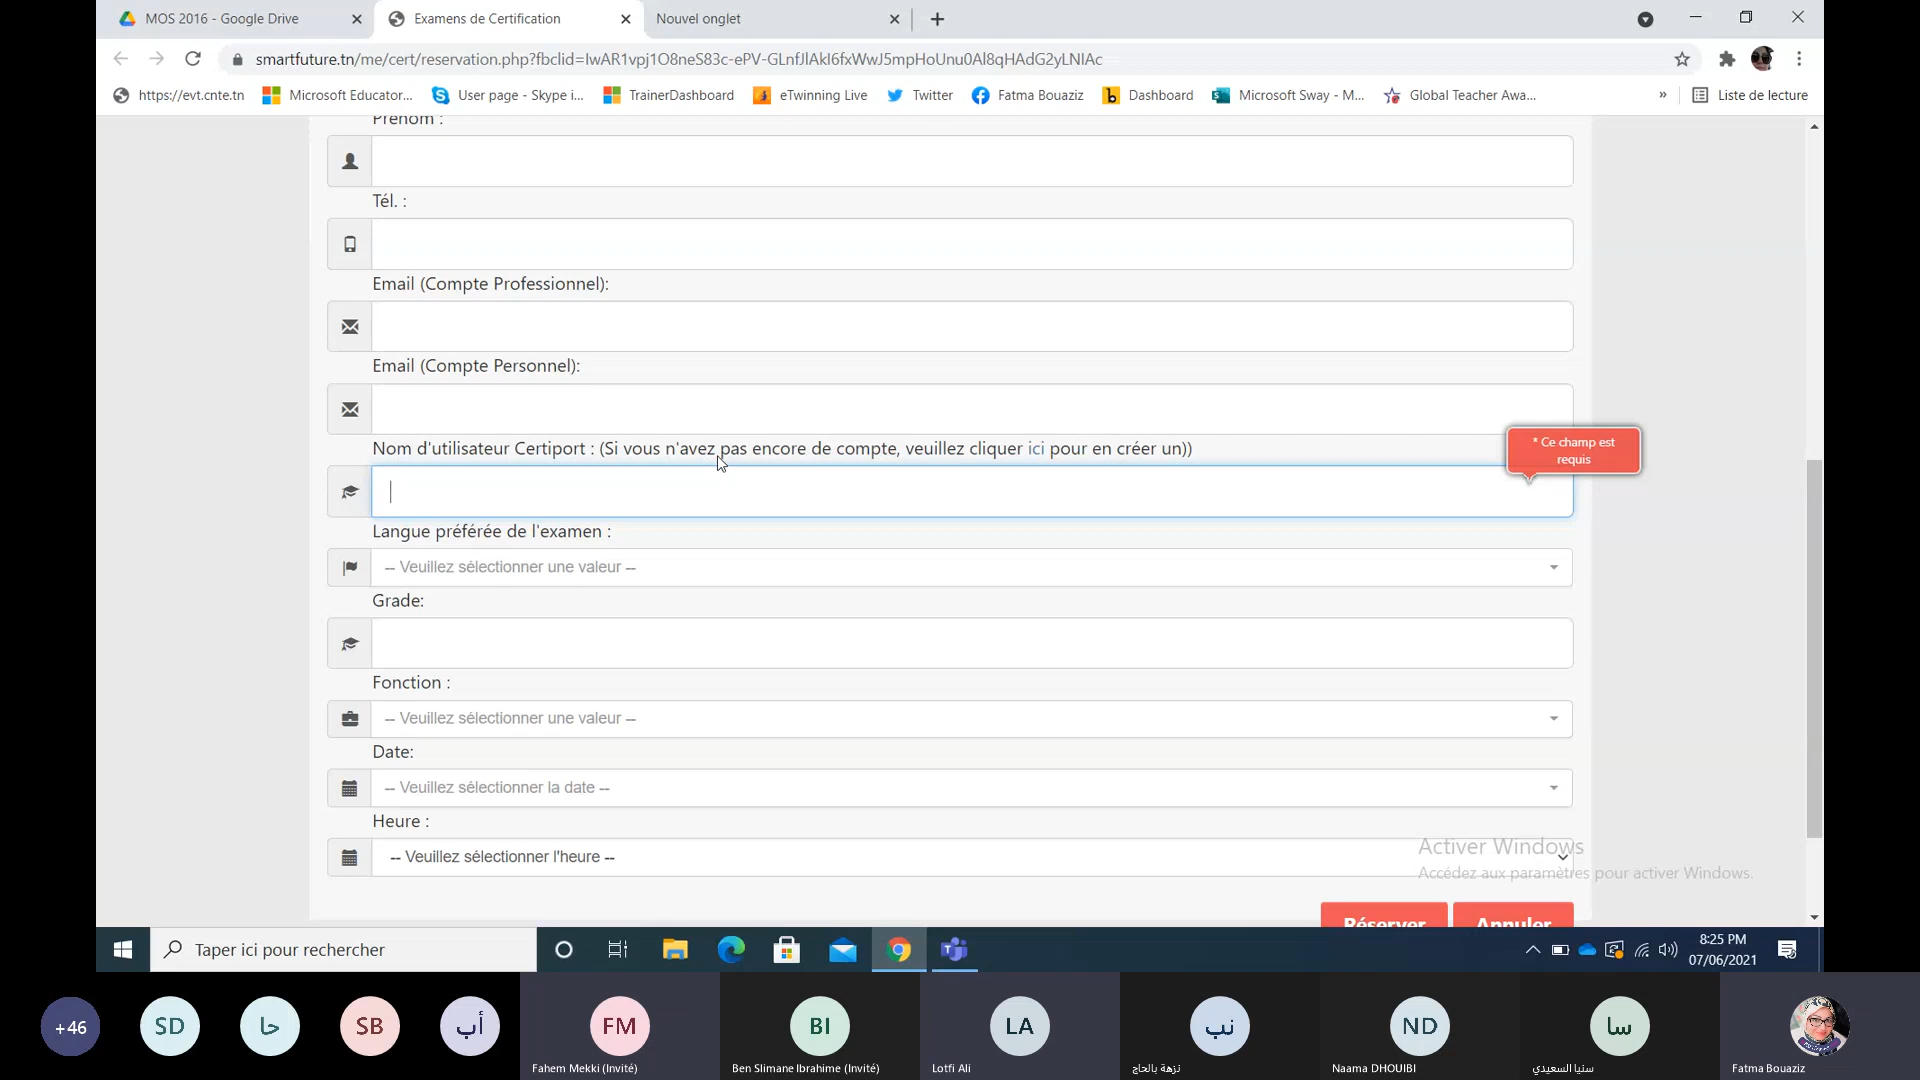 MOS 2016 - Google Drive
Examens de Certification
Nouvel onglet
smartfuture.tn/me/cert/reservation.php?fbclid=IwAR1vpj1O8neS83c-ePV-GLnfJlAkI6fxWwJ5mpHoUnu0Al8qHAdG2yLNIAc
https://evt.cnte.tn
Microsoft Educator...
User page - Skype i...
TrainerDashboard
eTwinning Live
Twitter
Fatma Bouaziz
Dashboard
Microsoft Sway - M...
Global Teacher Awa...
»
Liste de lecture
Prénom :
Tél. :
Email (Compte Professionnel):
Email (Compte Personnel):
Nom d'utilisateur Certiport : (Si vous n'avez pas encore de compte, veuillez cliquer ici pour en créer un))
* Ce champ est
requis
Langue préférée de l'examen :
-- Veuillez sélectionner une valeur --
Grade:
Fonction :
-- Veuillez sélectionner une valeur --
Date:
-- Veuillez sélectionner la date --
Heure :
-- Veuillez sélectionner l'heure --
Activer Windows
Accédez aux paramètres pour activer Windows.
Réserver
Annuler
Taper ici pour rechercher
8:25 PM
07/06/2021
+46
SD
حا
SB
أب
FM
BI
LA
نب
ND
سا
Fahem Mekki (Invité)
Ben Slimane Ibrahime (Invité)
Lotfi Ali
نزهة بالحاج
Naama DHOUIBI
سنيا السعيدي
Fatma Bouaziz